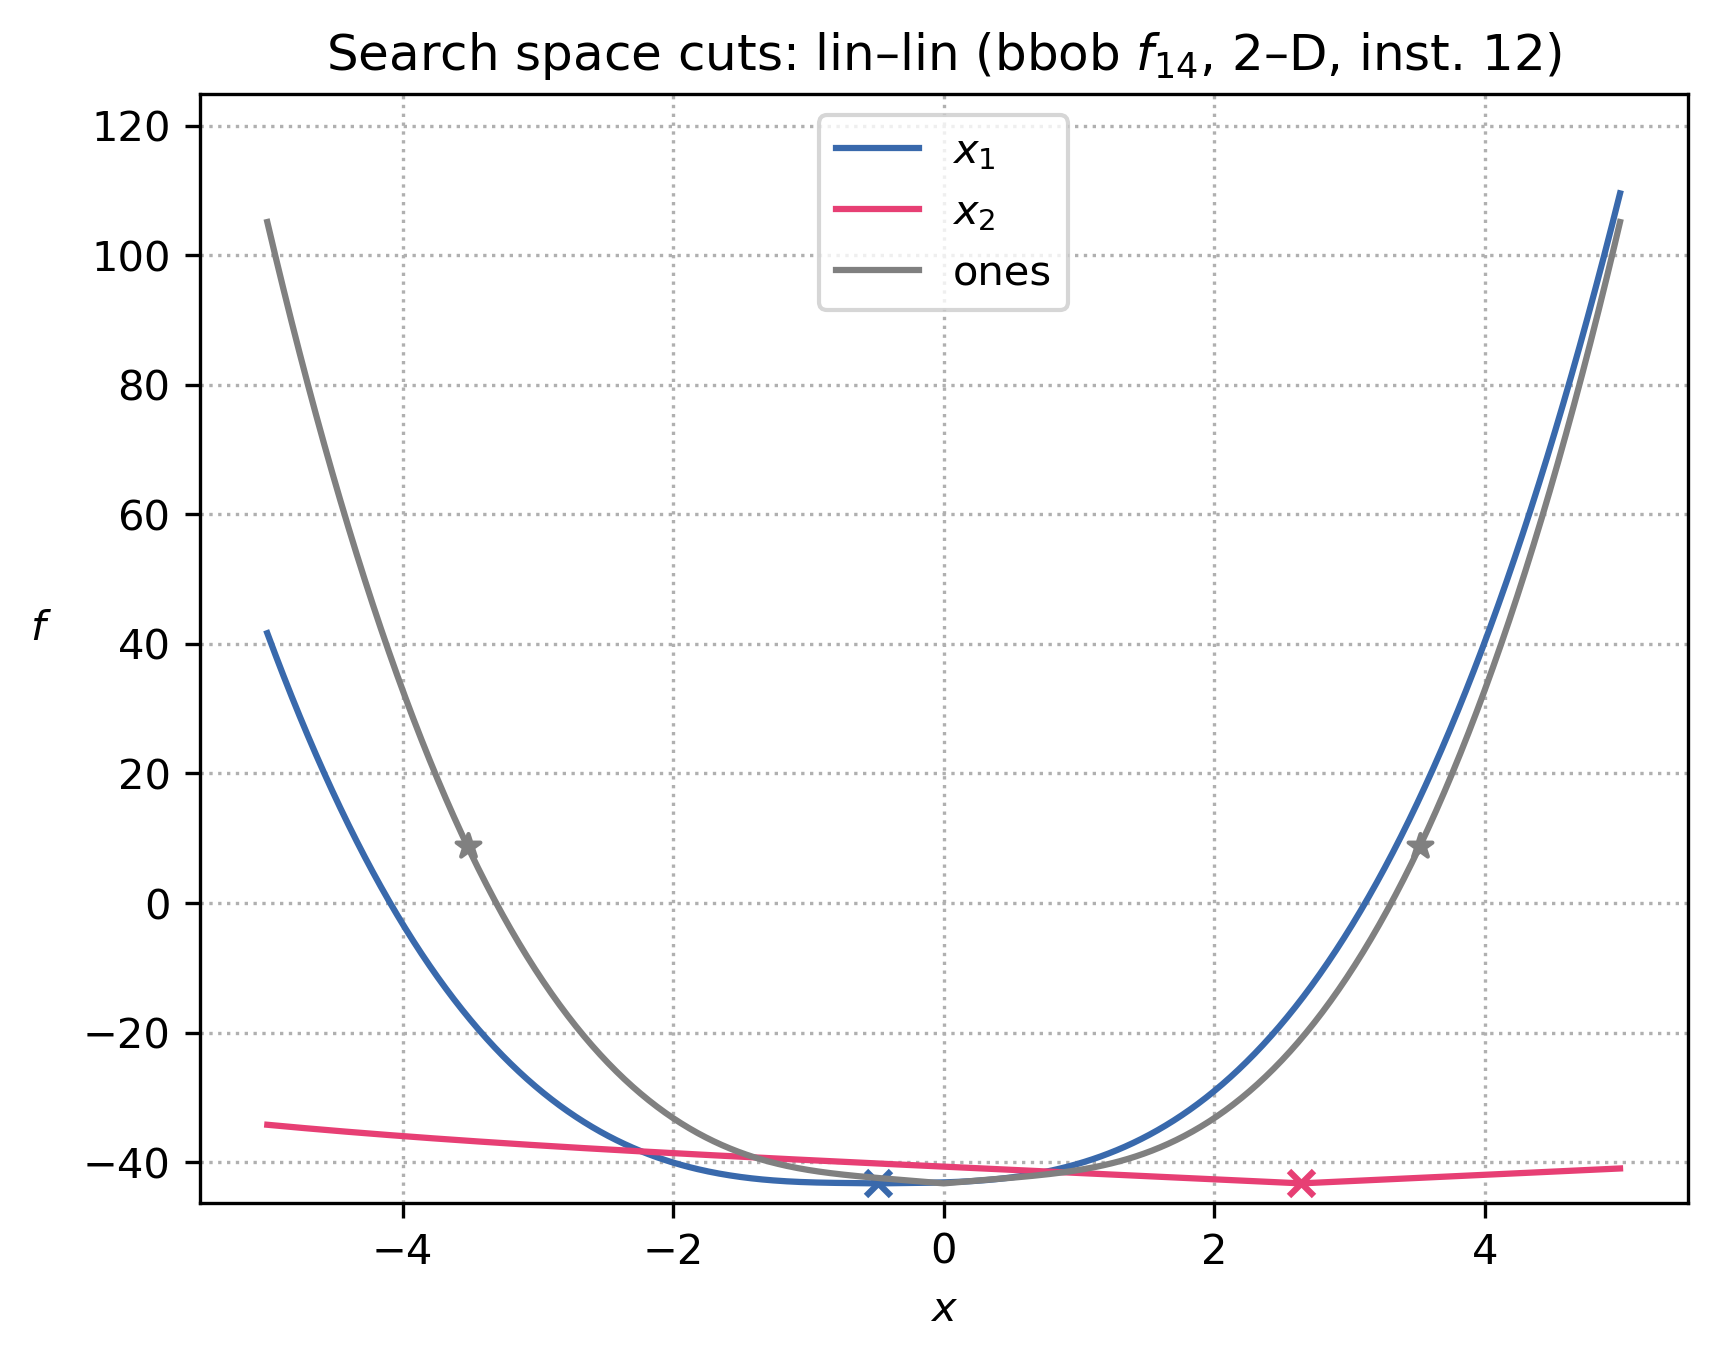 Search space cuts: lin–lin (bbob f₁₄, 2–D, inst. 12)
120
100
80
60
40
20
0
−20
−40
f
x₁
x₂
ones
−4
−2
0
2
4
x